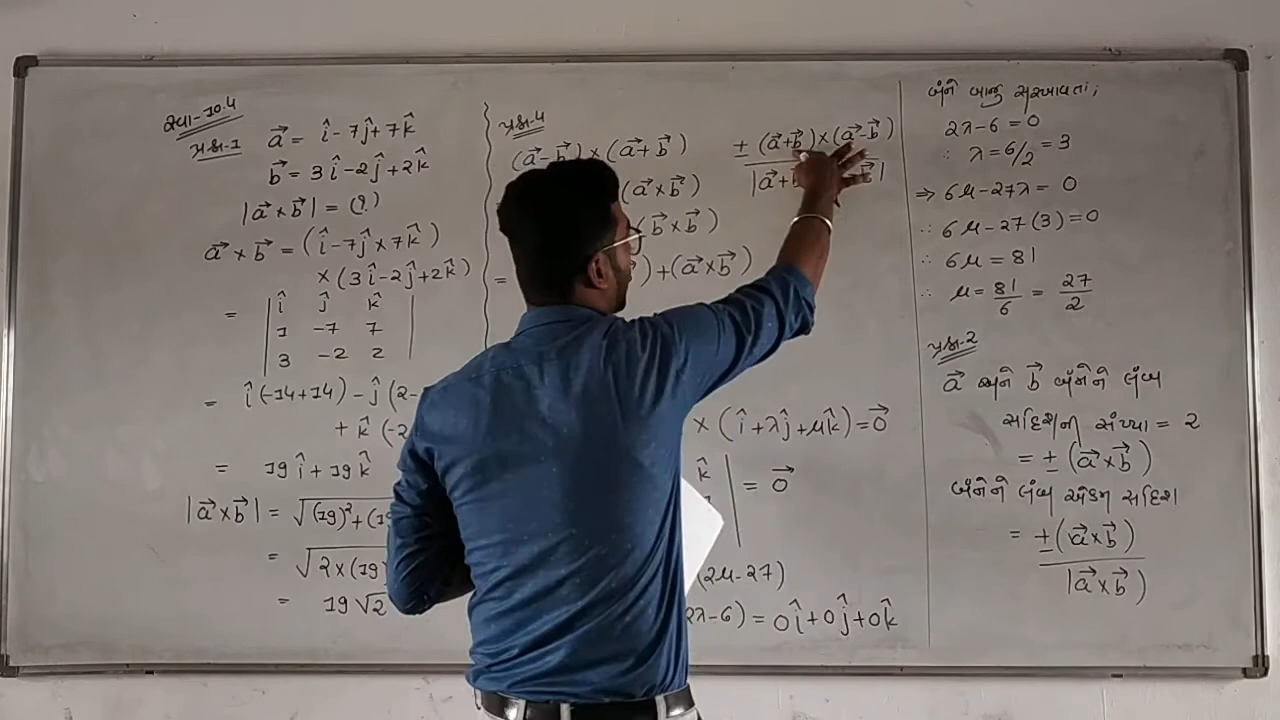 સ્વા-10.4
પ્રશ્ન-1 a⃗ = î - 7ĵ + 7k̂
b⃗ = 3î - 2ĵ + 2k̂
|a⃗ × b⃗| = (?)
a⃗ × b⃗ = (î - 7ĵ × 7k̂)
× (3î - 2ĵ + 2k̂)
= | î ĵ k̂ |
1 -7 7
3 -2 2
= î(-14+14) - ĵ(2-
+ k̂(-2
= 19î + 19k̂
|a⃗ × b⃗| = √(19)² + (19
= √2×(19
= 19√2
પ્રશ્ન-4
(a⃗ - b⃗) × (a⃗ + b⃗)
(a⃗ × b⃗)
(b⃗ × b⃗)
= ) + (a⃗ × b⃗)
± (a⃗+b⃗) × (a⃗-b⃗)
|a⃗+b b⃗|
× (î + λĵ + μk̂) = 0⃗
k̂
| = 0⃗
(2μ - 27)
2λ - 6) = 0î + 0ĵ + 0k̂
બંને બાજુ સરખાવતાં;
2λ - 6 = 0
∴ λ = 6/2 = 3
⇒ 6μ - 27λ = 0
∴ 6μ - 27(3) = 0
∴ 6μ = 81
∴ μ = 81/6 = 27/2
પ્રશ્ન-2
a⃗ અને b⃗ બંનેને લંબ
સદિશની સંખ્યા = 2
= ± (a⃗ × b⃗)
બંનેને લંબ એકમ સદિશ
= ± (a⃗ × b⃗)
|a⃗ × b⃗)